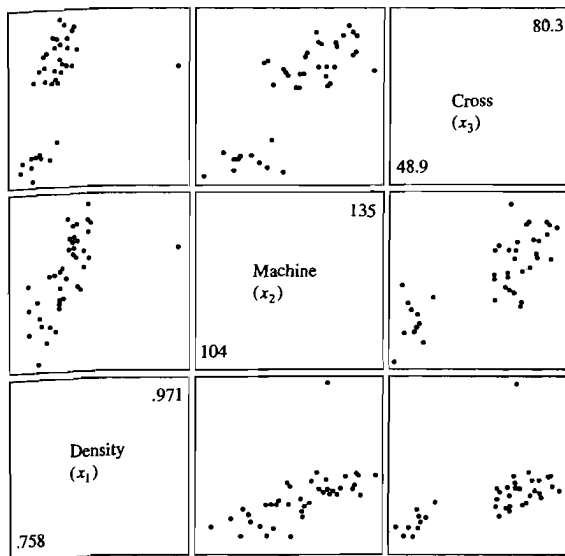 80.3
Cross
(x₃)
48.9
135
Machine
(x₂)
104
.971
Density
(x₁)
.758